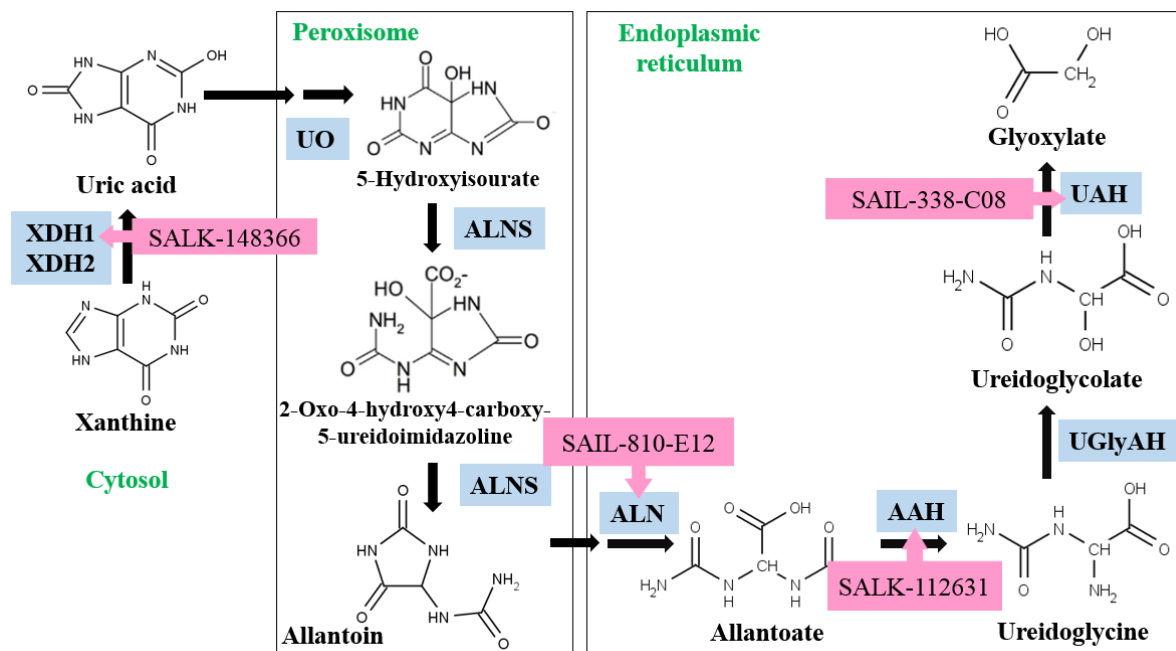 Peroxisome
Endoplasmic
reticulum
Cytosol
HN
N
OH
O
N
H
NH
O
Uric acid
XDH1
XDH2
SALK-148366
N
H
N
O
HN
NH
O
Xanthine
UO
O
OH
H
N
HN
O
N
N
O
5-Hydroxyisourate
ALNS
CO₂-
HO
H
N
NH₂
O
O
N
H
N
2-Oxo-4-hydroxy4-carboxy-
5-ureidoimidazoline
ALNS
O
HN
NH
O
NH₂
HN
O
Allantoin
SAIL-810-E12
ALN
O
OH
O
O
CH
H₂N
N
H
N
H
Allantoate
AAH
SALK-112631
OH
O
H
N
H₂N
CH
O
NH₂
Ureidoglycine
UGlyAH
OH
H
N
H₂N
CH
O
O
OH
Ureidoglycolate
SAIL-338-C08
UAH
HO
OH
CH₂
O
Glyoxylate